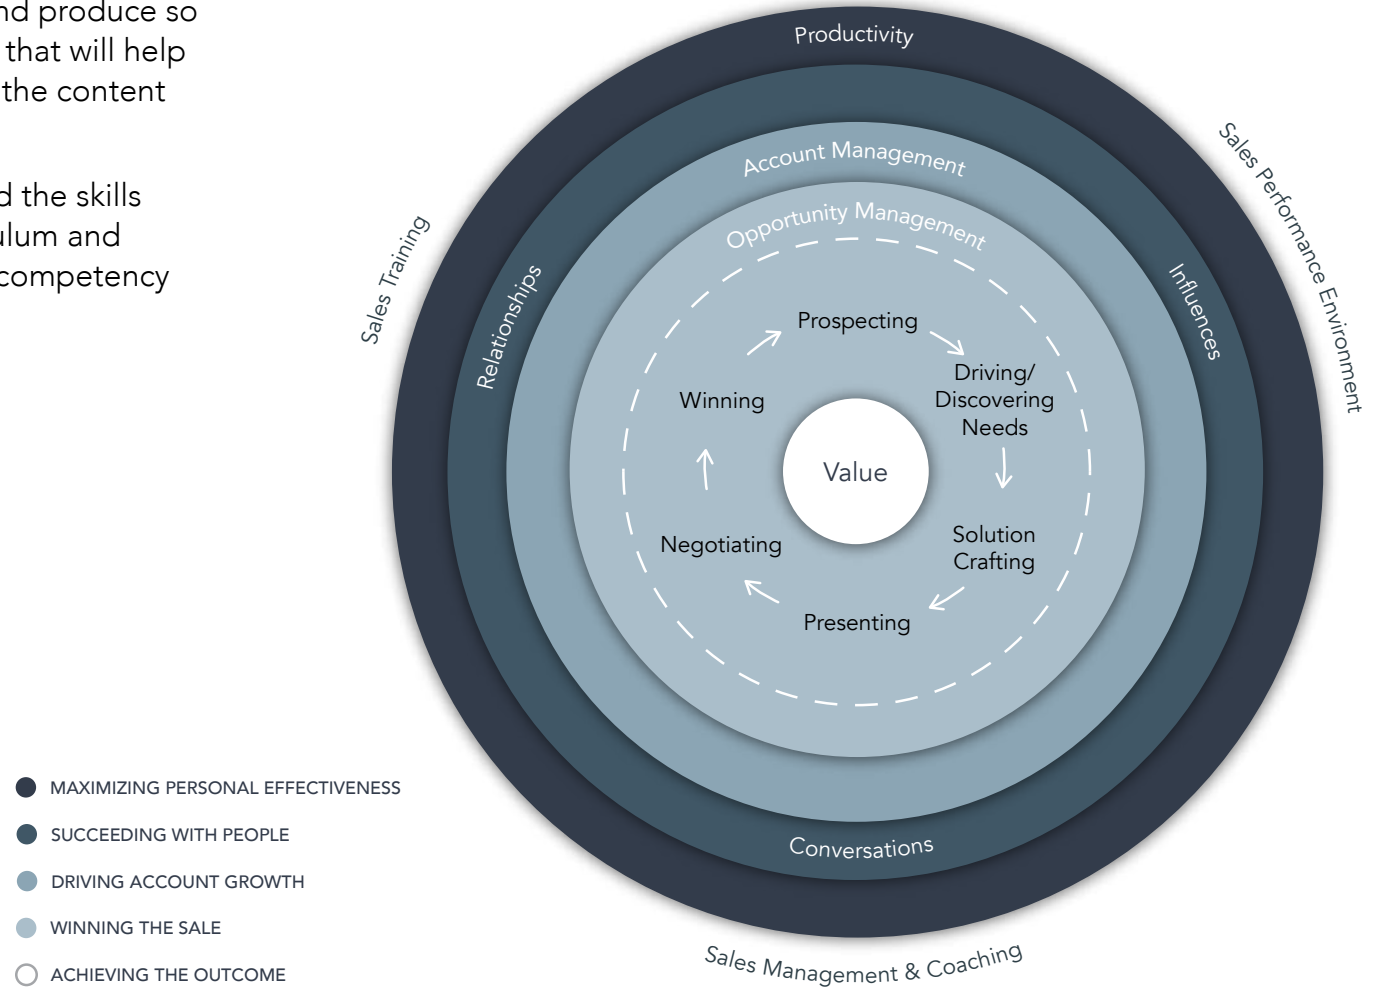 nd produce so
that will help
the content
d the skills
ulum and
competency
Productivity
Sales Performance Environment
Sales Training
Account Management
Opportunity Management
Relationships
Influences
Prospecting
Driving/
Discovering
Needs
Winning
Value
Solution
Crafting
Negotiating
Presenting
Conversations
Sales Management & Coaching
MAXIMIZING PERSONAL EFFECTIVENESS
SUCCEEDING WITH PEOPLE
DRIVING ACCOUNT GROWTH
WINNING THE SALE
ACHIEVING THE OUTCOME